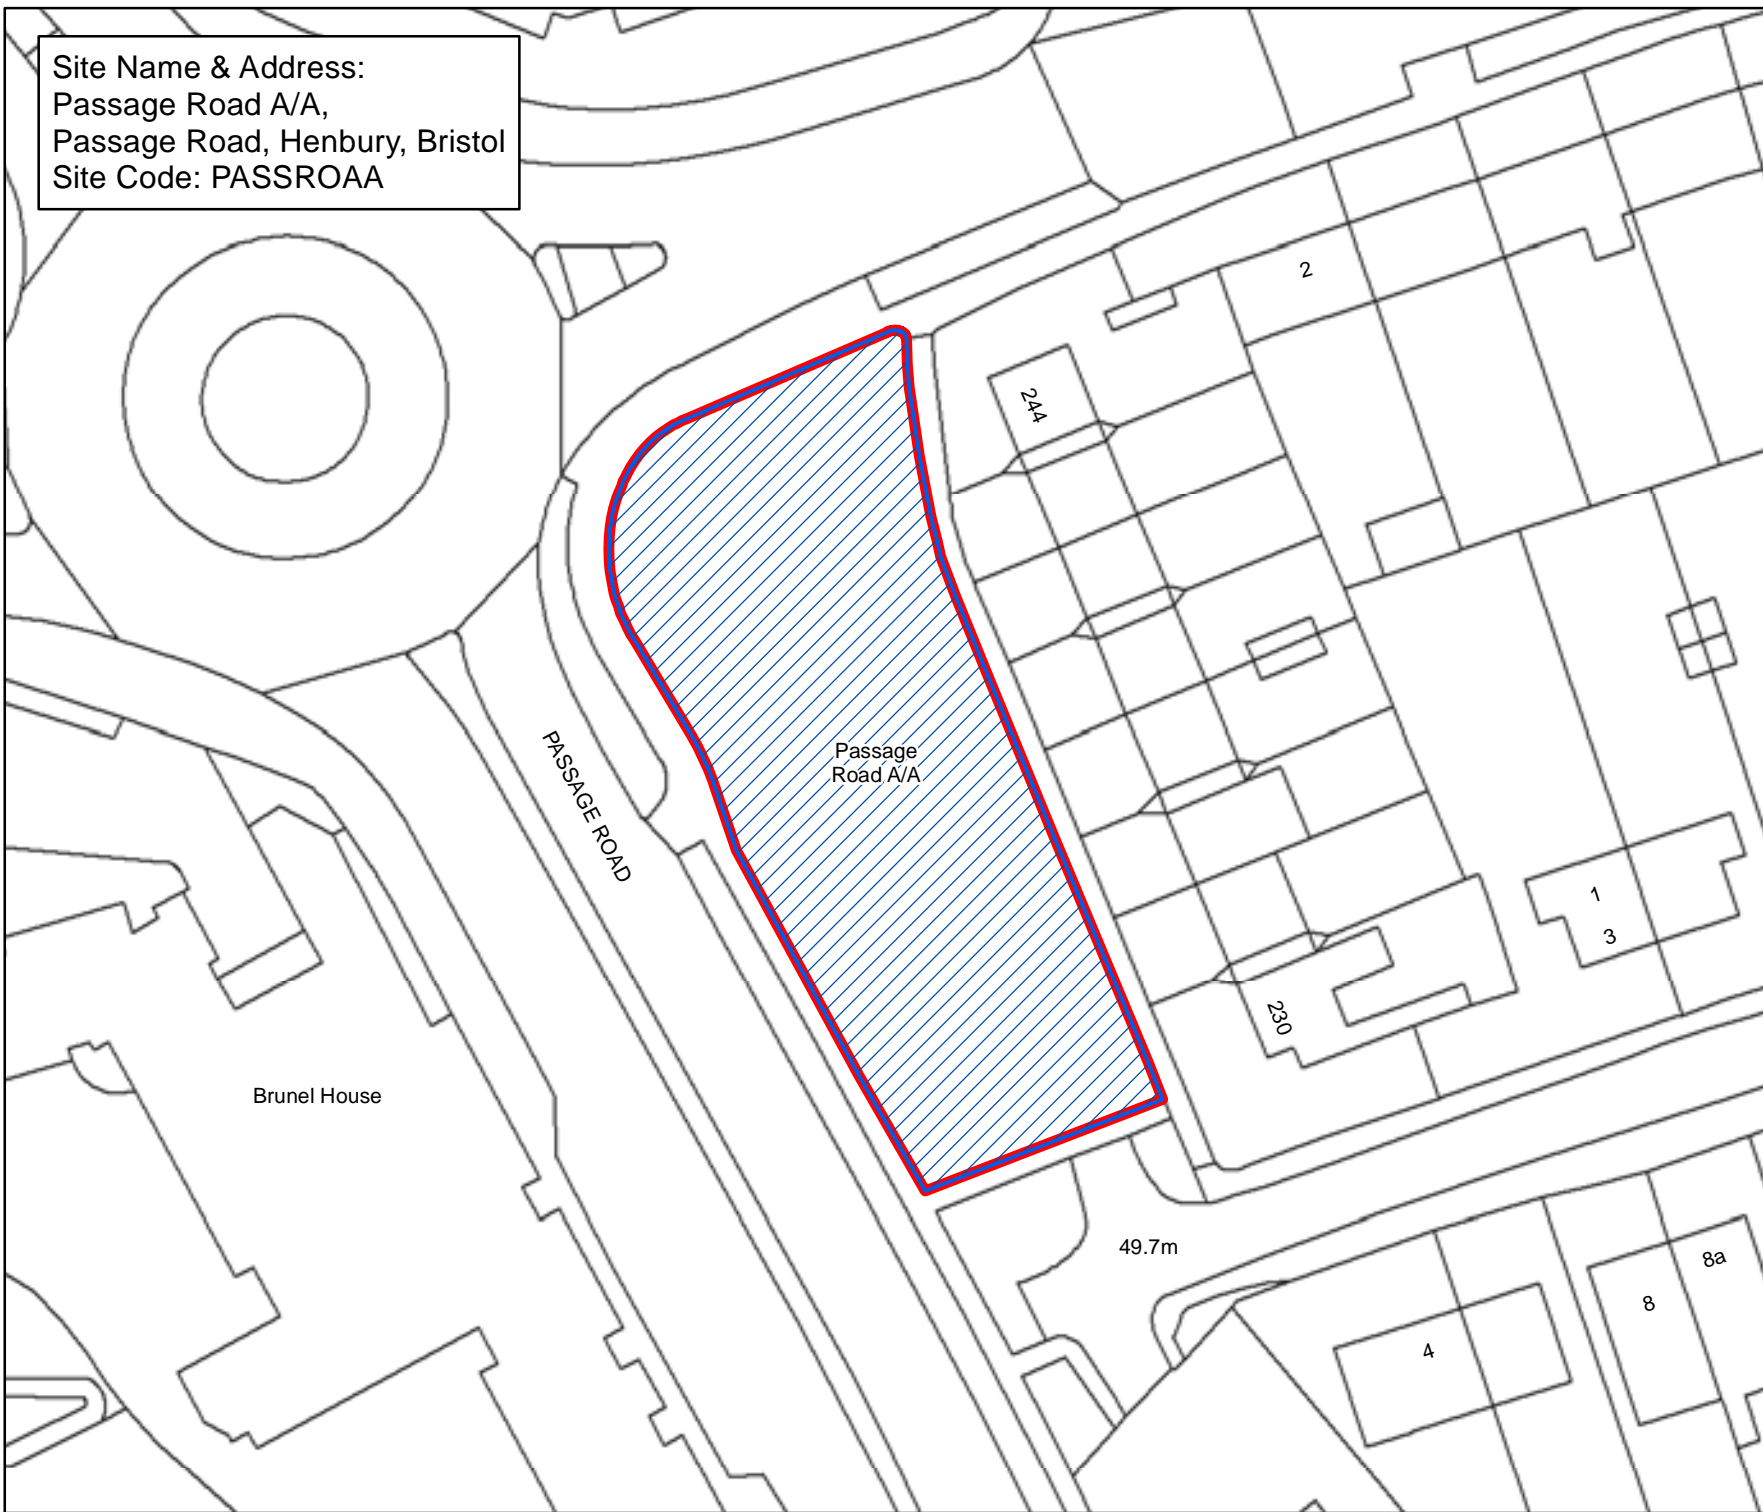 Site Name & Address:
Passage Road A/A,
Passage Road, Henbury, Bristol
Site Code: PASSROAA
2
244
Passage
Road A/A
PASSAGE ROAD
1
3
230
Brunel House
49.7m
8a
8
4